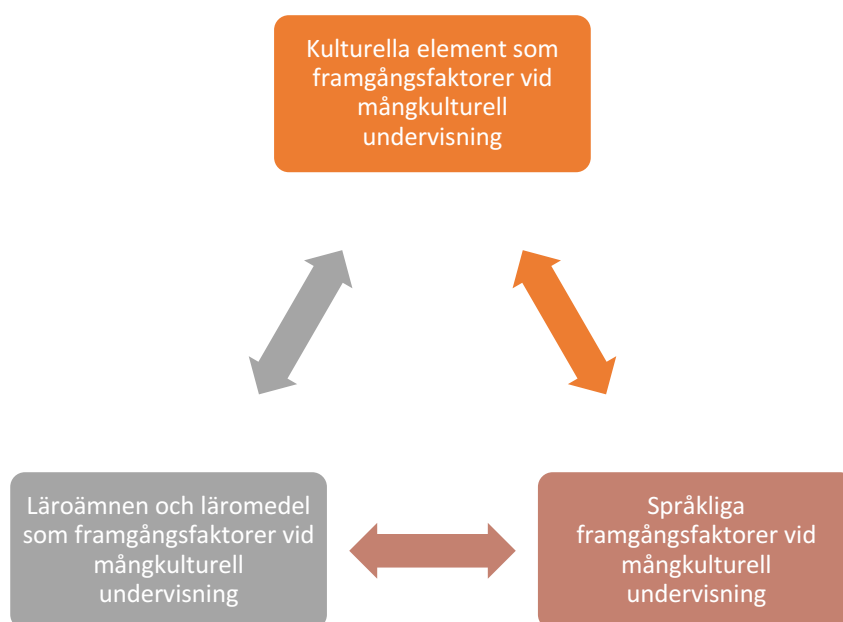 Kulturella element som
framgångsfaktorer vid
mångkulturell
undervisning
Läroämnen och läromedel
som framgångsfaktorer vid
mångkulturell
undervisning
Språkliga
framgångsfaktorer vid
mångkulturell
undervisning